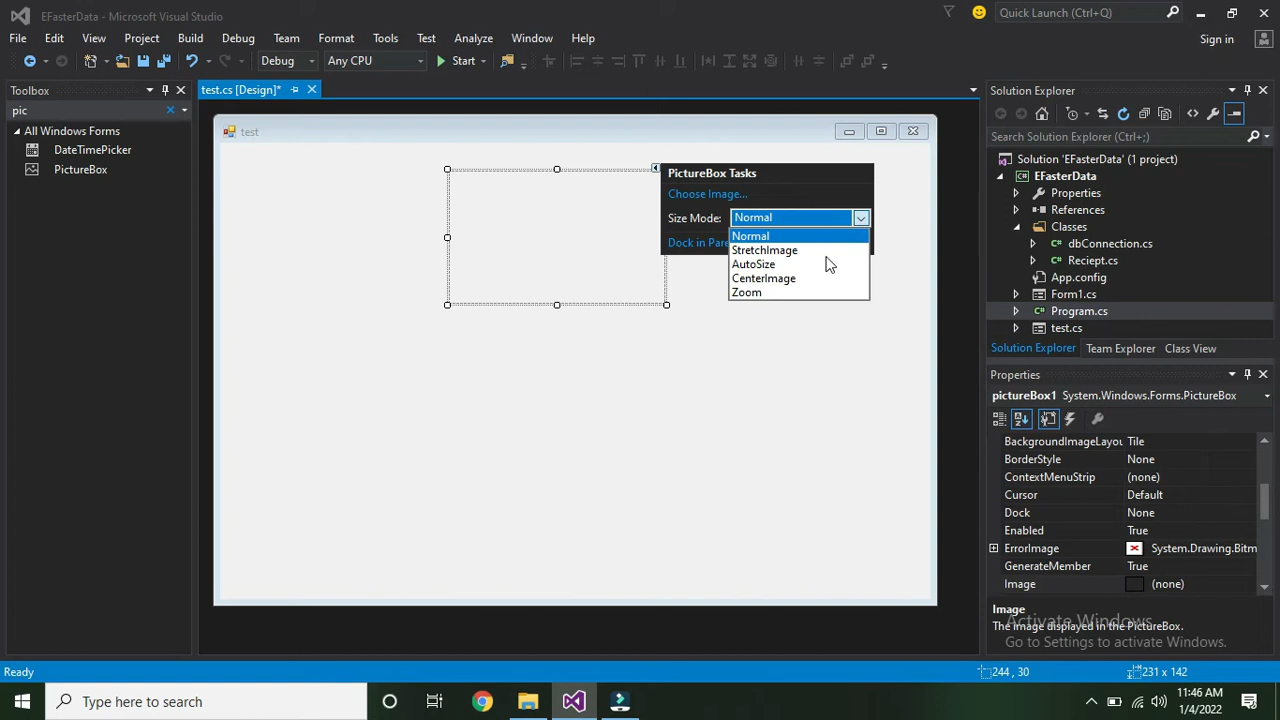 EFasterData - Microsoft Visual Studio
Quick Launch (Ctrl+Q)
File Edit View Project Build Debug Team Format Tools Test Analyze Window Help
Sign in
Debug Any CPU Start
Toolbox
pic
All Windows Forms
DateTimePicker
PictureBox
test.cs [Design]*
test
PictureBox Tasks
Choose Image...
Size Mode: Normal
Normal
StretchImage
AutoSize
CenterImage
Zoom
Dock in Pare
Solution Explorer
Search Solution Explorer (Ctrl+;)
Solution 'EFasterData' (1 project)
EFasterData
Properties
References
Classes
dbConnection.cs
Reciept.cs
App.config
Form1.cs
Program.cs
test.cs
Solution Explorer Team Explorer Class View
Properties
pictureBox1 System.Windows.Forms.PictureBox
BackgroundImageLayou Tile
BorderStyle None
ContextMenuStrip (none)
Cursor Default
Dock None
Enabled True
ErrorImage System.Drawing.Bitm
GenerateMember True
Image (none)
Image
The image displayed in the PictureBox.
Activate Windows
Go to Settings to activate Windows.
Ready
244 , 30
231 x 142
Type here to search
11:46 AM
1/4/2022